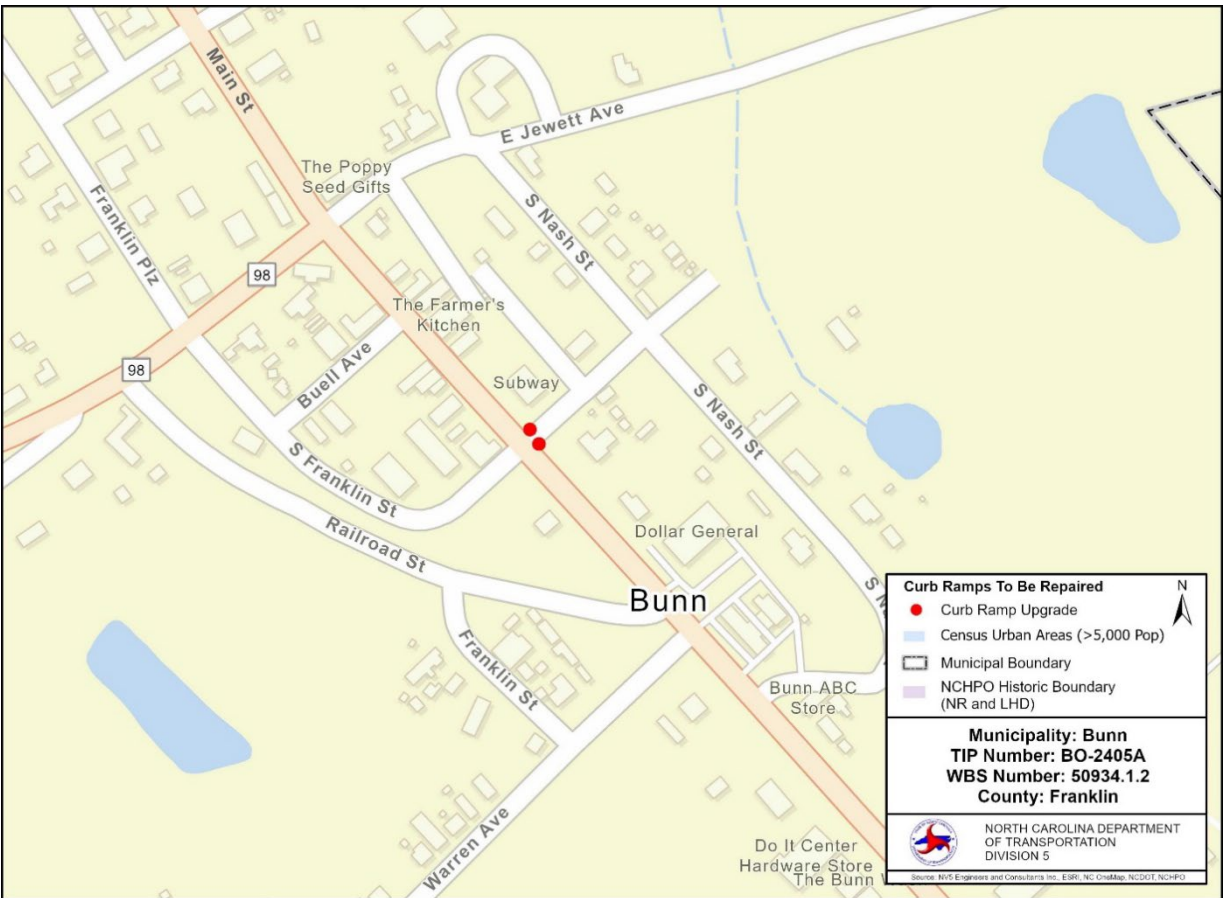 Main St
E Jewett Ave
The Poppy
Seed Gifts
Franklin Plz
S Nash St
98
The Farmer's
Kitchen
98
Buell Ave
Subway
S Nash St
S Franklin St
Railroad St
Dollar General
Bunn
Franklin St
Bunn ABC
Store
Warren Ave
Do It Center
Hardware Store
The Bunn
Curb Ramps To Be Repaired
N
Curb Ramp Upgrade
Census Urban Areas (>5,000 Pop)
Municipal Boundary
NCHPO Historic Boundary
(NR and LHD)
Municipality: Bunn
TIP Number: BO-2405A
WBS Number: 50934.1.2
County: Franklin
NORTH CAROLINA DEPARTMENT
OF TRANSPORTATION
DIVISION 5
Source: NV5 Engineers and Consultants Inc., ESRI, NC OneMap, NCDOT, NCHPO